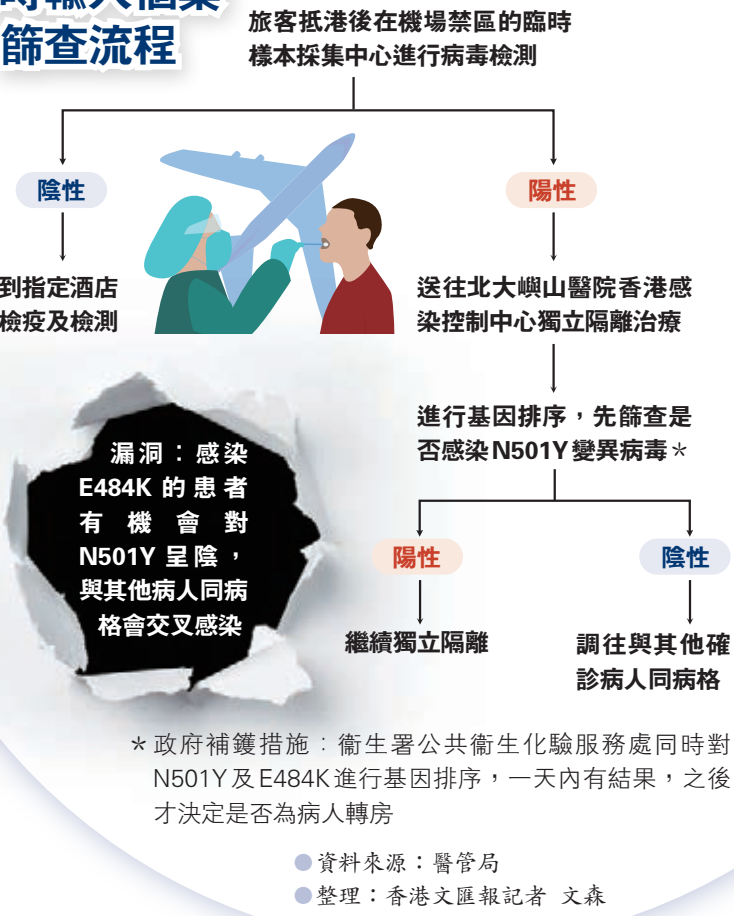 時輸入個案
篩查流程
旅客抵港後在機場禁區的臨時
樣本採集中心進行病毒檢測
陰性
陽性
到指定酒店
檢疫及檢測
送往北大嶼山醫院香港感
染控制中心獨立隔離治療
進行基因排序，先篩查是
否感染N501Y變異病毒＊
漏洞：感染
E484K的患者
有機會對
N501Y呈陰，
與其他病人同病
格會交叉感染
陽性
陰性
繼續獨立隔離
調往與其他確
診病人同病格
＊政府補鑊措施：衞生署公共衞生化驗服務處同時對
N501Y及E484K進行基因排序，一天內有結果，之後
才決定是否為病人轉房
●資料來源：醫管局
●整理：香港文匯報記者 文森